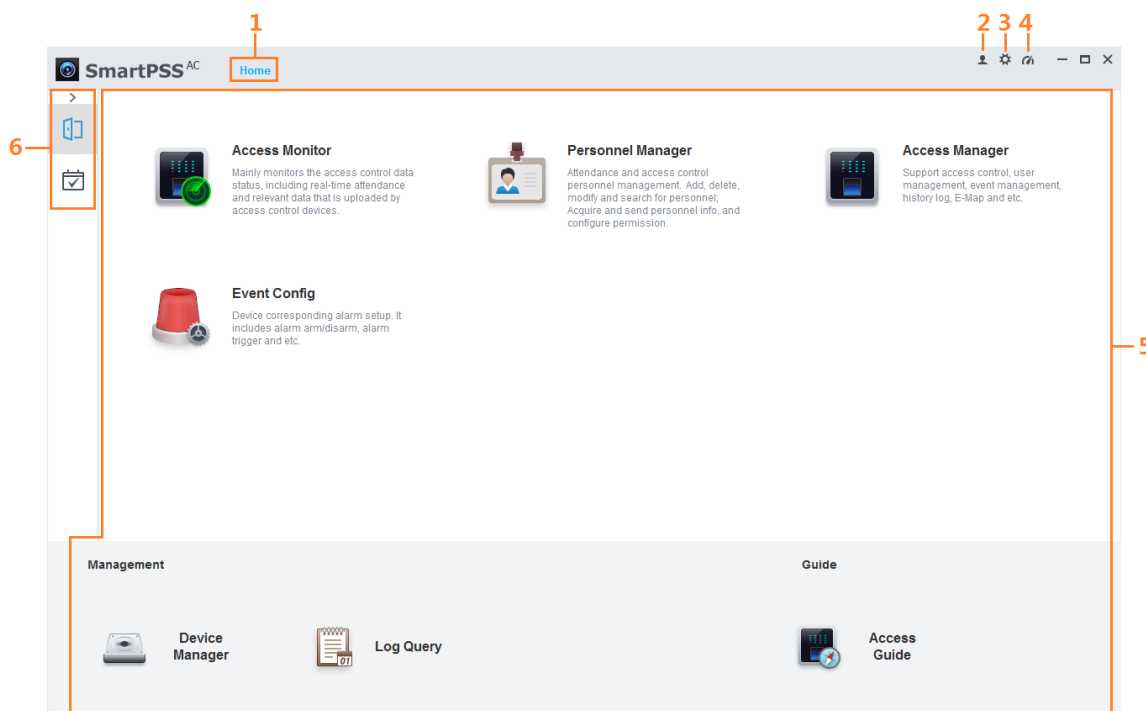 1
2 3 4
SmartPSS AC
Home
6
5
Access Monitor
Mainly monitors the access control data
status, including real-time attendance
and relevant data that is uploaded by
access control devices.
Personnel Manager
Attendance and access control
personnel management. Add, delete,
modify and search for personnel;
Acquire and send personnel info, and
configure permission.
Access Manager
Support access control, user
management, event management,
history log, E-Map and etc.
Event Config
Device corresponding alarm setup. It
includes alarm arm/disarm, alarm
trigger and etc.
Management
Guide
Device
Manager
01
Log Query
Access
Guide